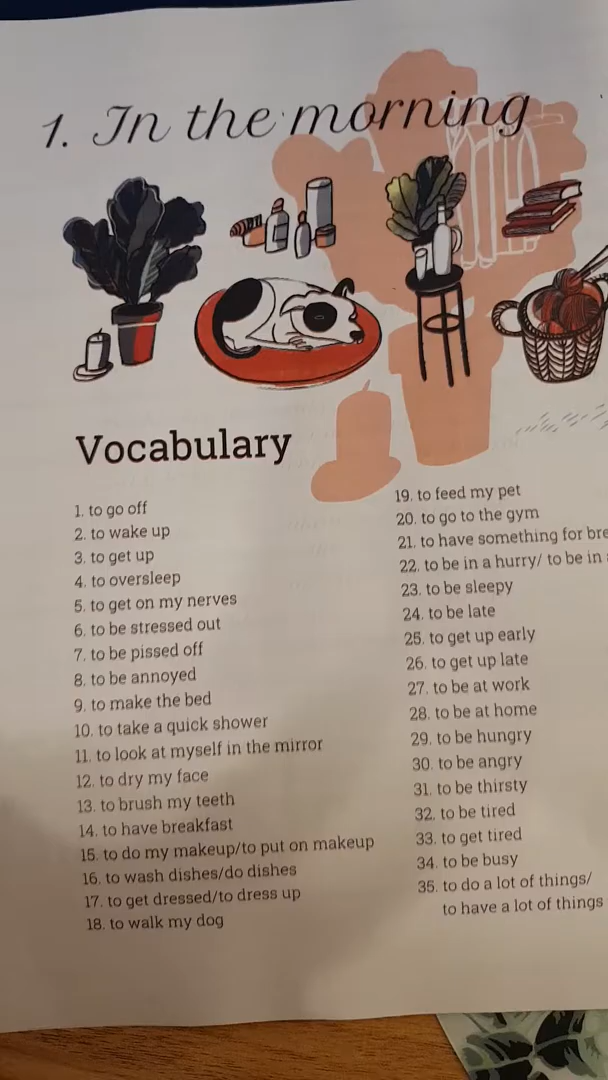 1. In the morning
Vocabulary
1. to go off
2. to wake up
3. to get up
4. to oversleep
5. to get on my nerves
6. to be stressed out
7. to be pissed off
8. to be annoyed
9. to make the bed
10. to take a quick shower
11. to look at myself in the mirror
12. to dry my face
13. to brush my teeth
14. to have breakfast
15. to do my makeup/to put on makeup
16. to wash dishes/do dishes
17. to get dressed/to dress up
18. to walk my dog
19. to feed my pet
20. to go to the gym
21. to have something for bre
22. to be in a hurry/ to be in
23. to be sleepy
24. to be late
25. to get up early
26. to get up late
27. to be at work
28. to be at home
29. to be hungry
30. to be angry
31. to be thirsty
32. to be tired
33. to get tired
34. to be busy
35. to do a lot of things/
to have a lot of things